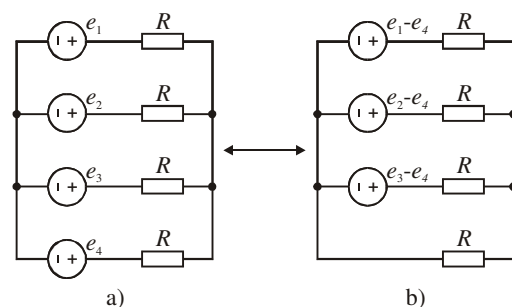 e₁ R e₁-e₄ R
e₂ R e₂-e₄ R
e₃ R e₃-e₄ R
e₄ R R
a) b)